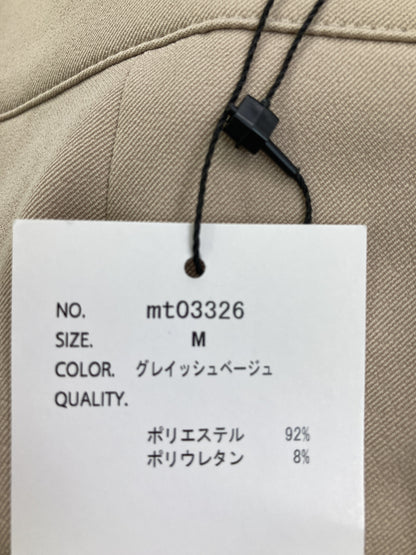 NO. mt03326
SIZE. M
COLOR. グレイッシュベージュ
QUALITY.
ポリエステル 92%
ポリウレタン 8%